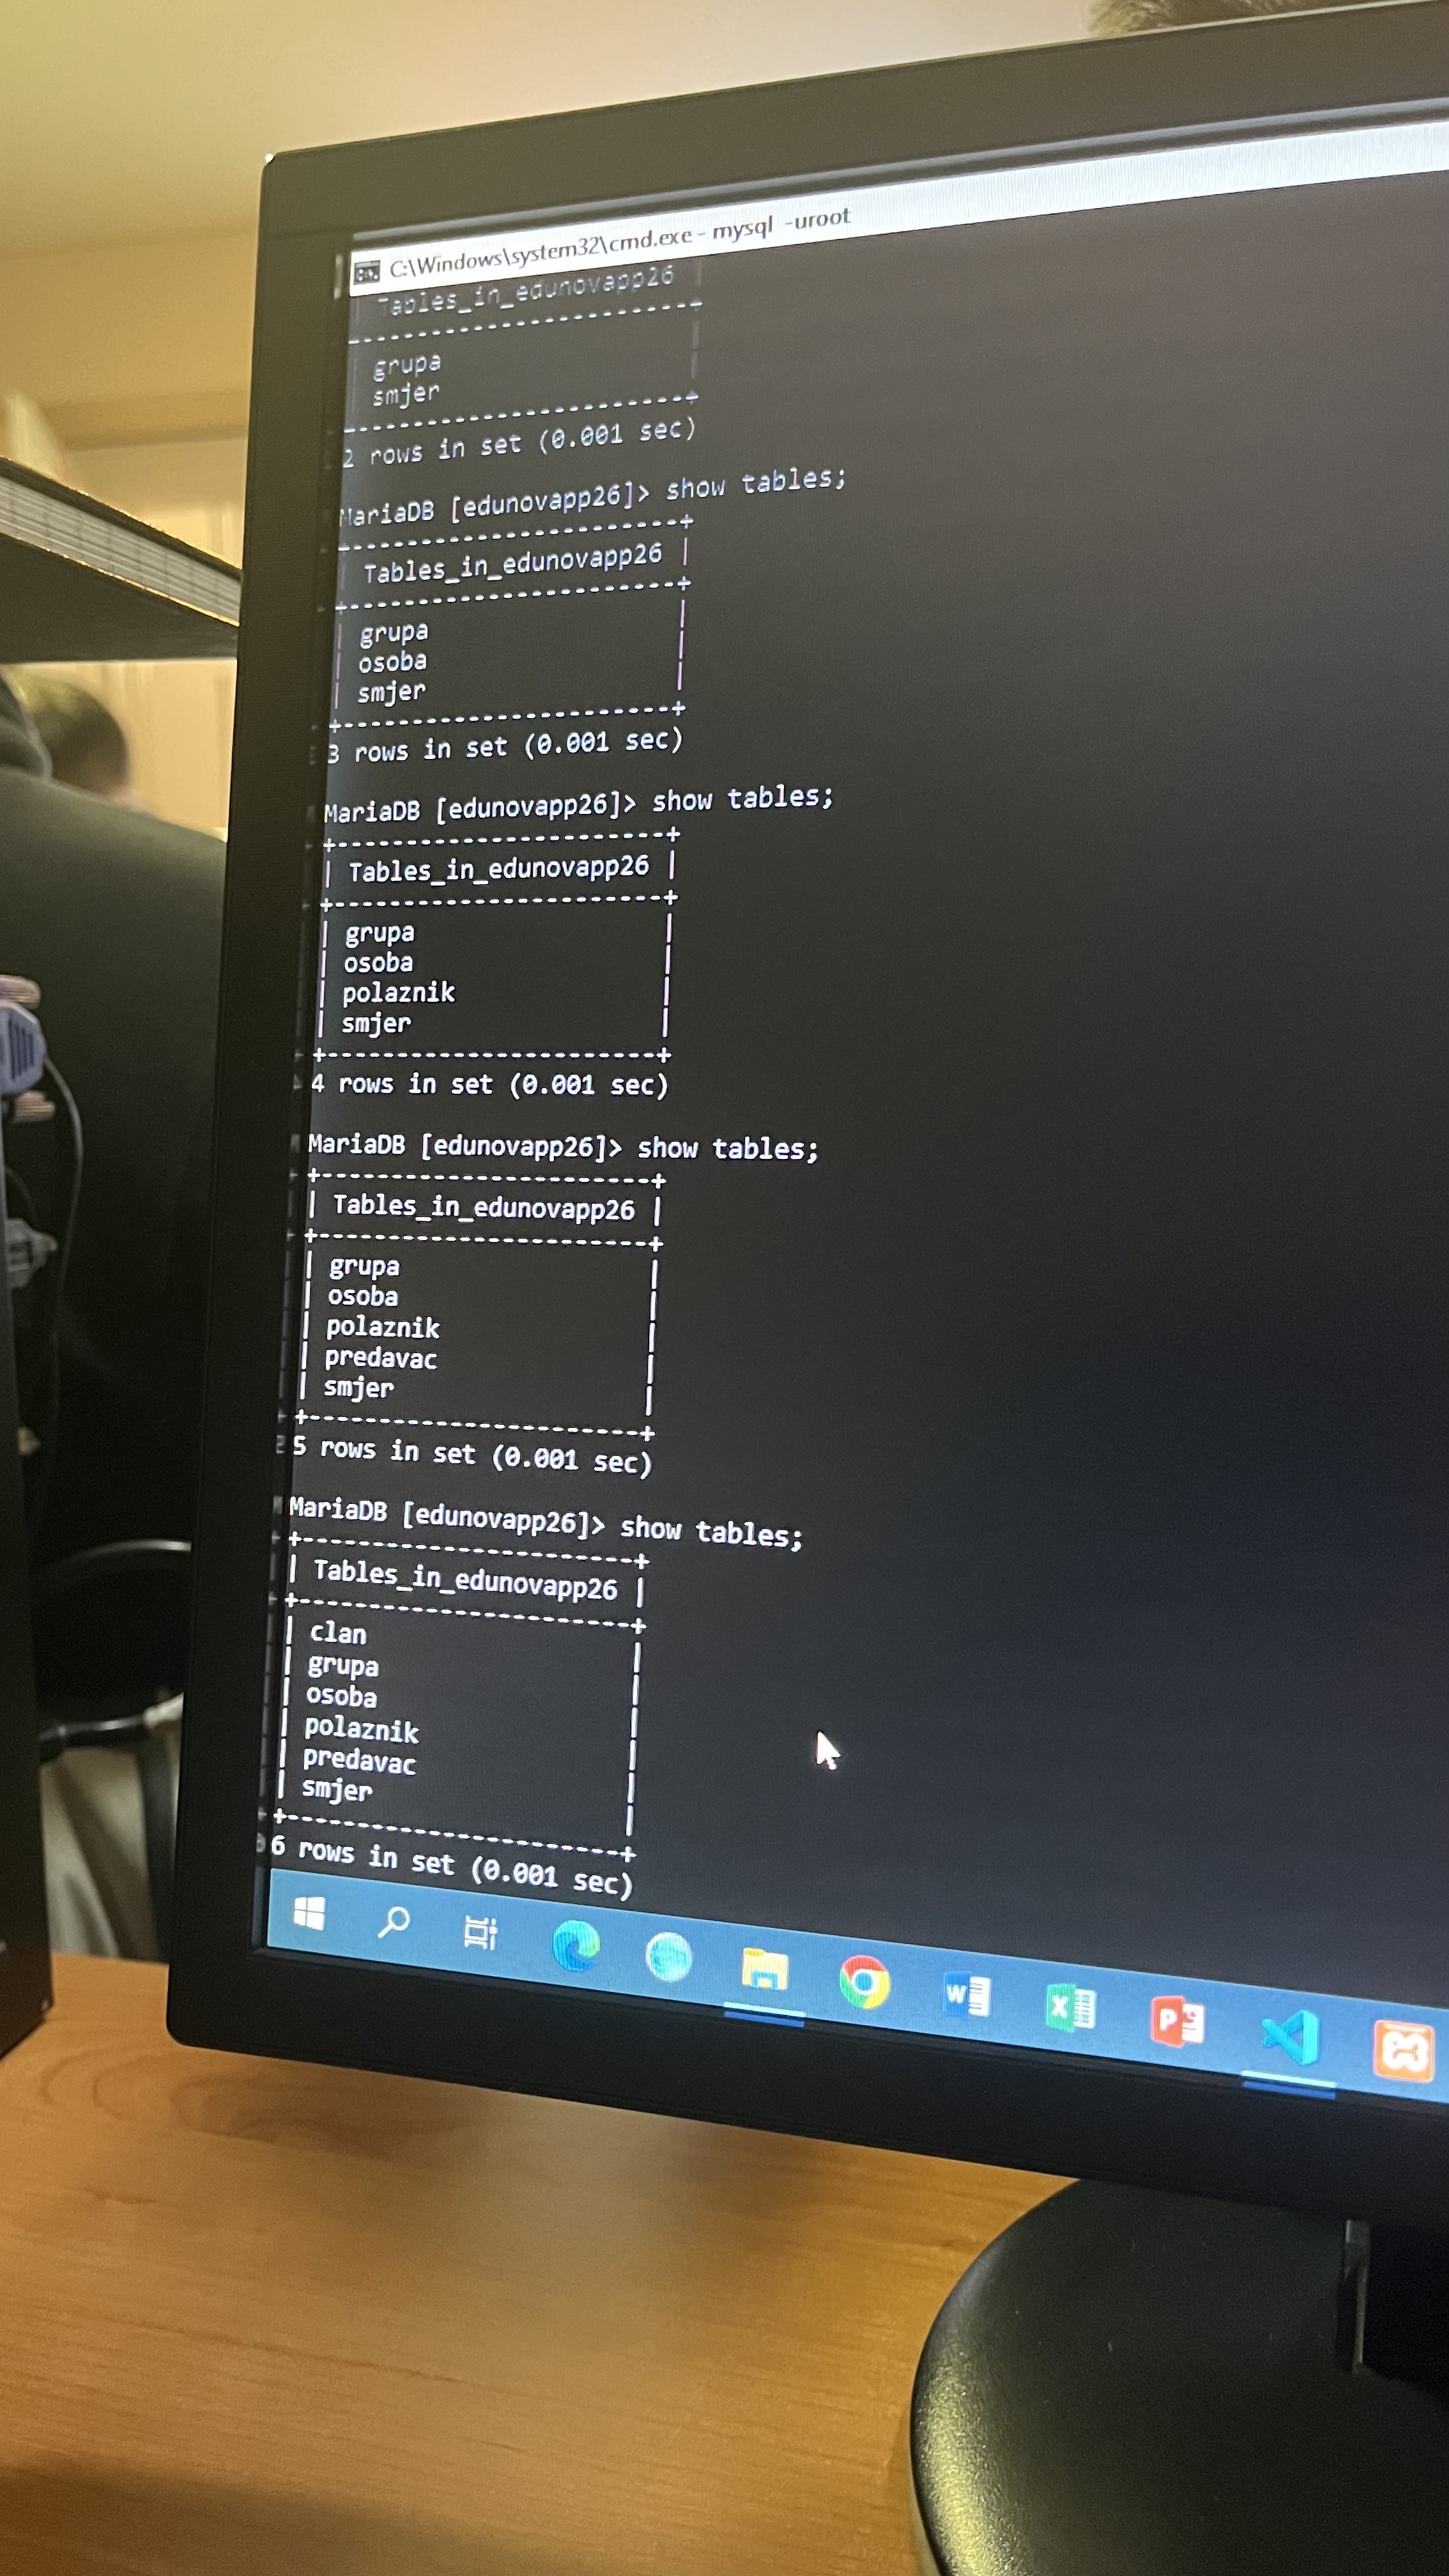 C:\Windows\system32\cmd.exe - mysql -uroot
| Tables_in_edunovapp26 |
------------------------+
| grupa |
| smjer |
------------------------+
2 rows in set (0.001 sec)
MariaDB [edunovapp26]> show tables;
------------------------+
| Tables_in_edunovapp26 |
+-----------------------+
| grupa |
| osoba |
| smjer |
+-----------------------+
3 rows in set (0.001 sec)
MariaDB [edunovapp26]> show tables;
+-----------------------+
| Tables_in_edunovapp26 |
+-----------------------+
| grupa |
| osoba |
| polaznik |
| smjer |
+-----------------------+
4 rows in set (0.001 sec)
MariaDB [edunovapp26]> show tables;
+-----------------------+
| Tables_in_edunovapp26 |
+-----------------------+
| grupa |
| osoba |
| polaznik |
| predavac |
| smjer |
+-----------------------+
5 rows in set (0.001 sec)
MariaDB [edunovapp26]> show tables;
+-----------------------+
| Tables_in_edunovapp26 |
+-----------------------+
| clan |
| grupa |
| osoba |
| polaznik |
| predavac |
| smjer |
+-----------------------+
6 rows in set (0.001 sec)
W X P